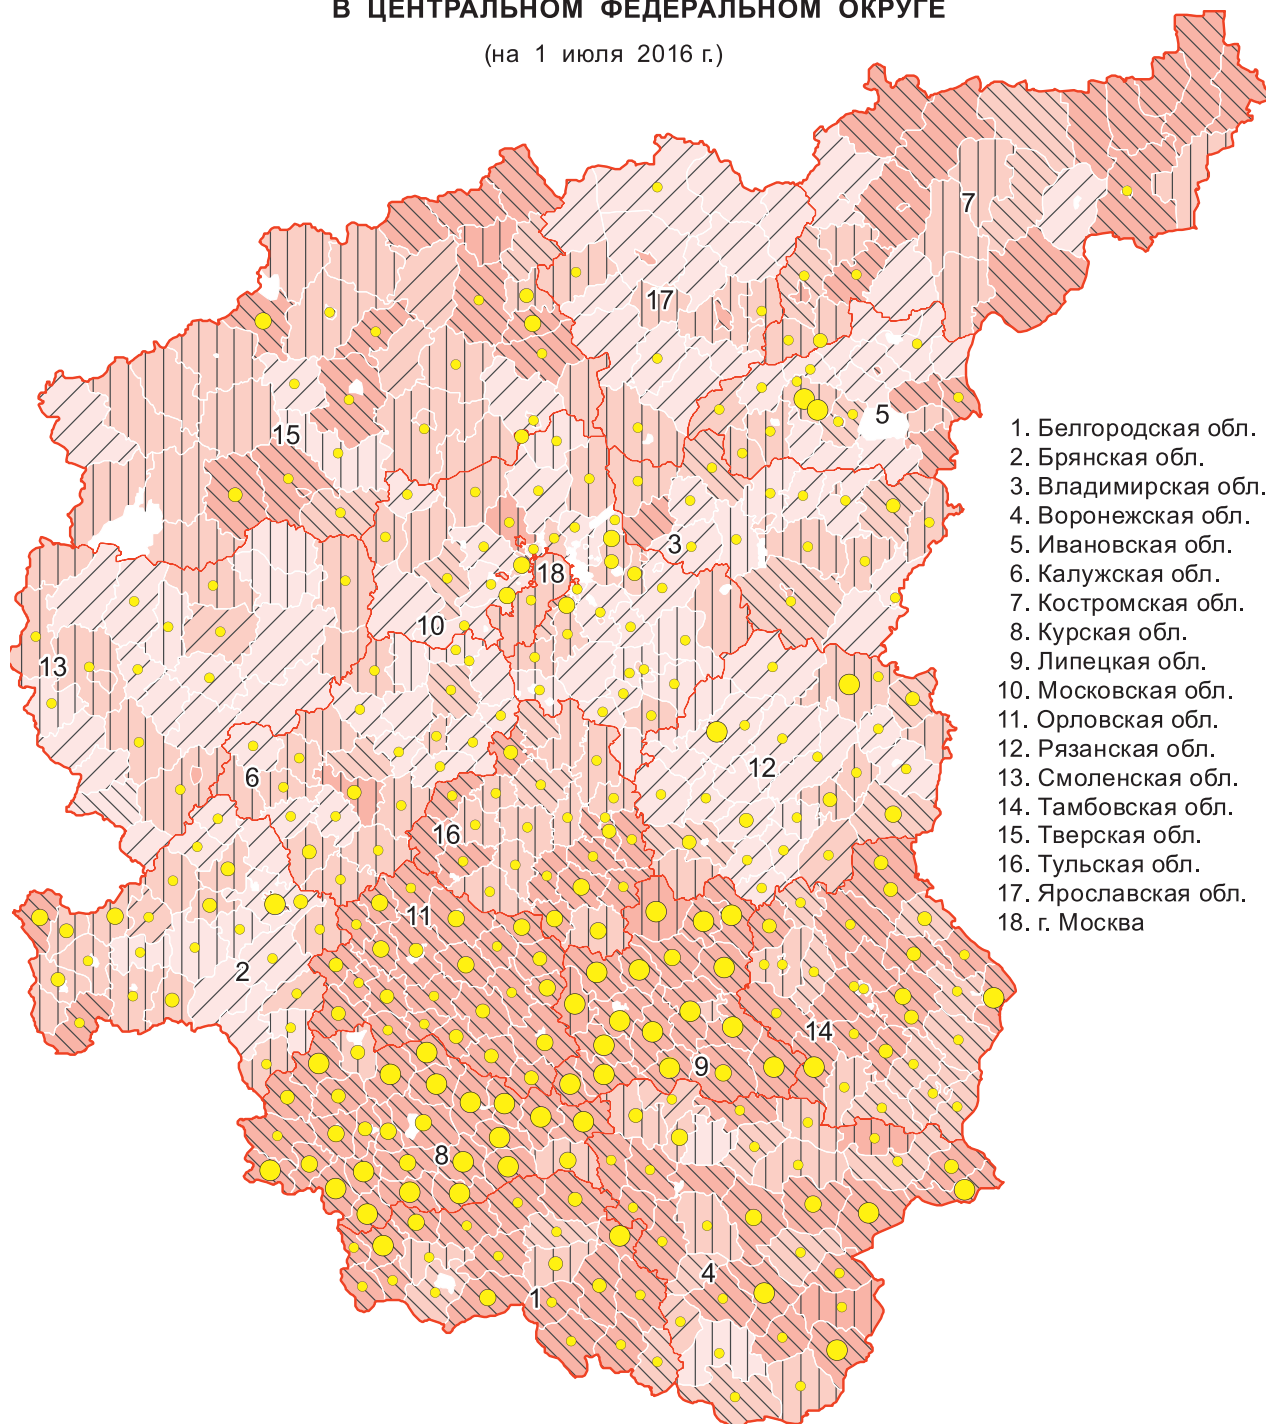 В ЦЕНТРАЛЬНОМ ФЕДЕРАЛЬНОМ ОКРУГЕ
(на 1 июля 2016 г.)
7
17
5
15
3
18
10
13
12
6
16
11
2
14
9
8
4
1
1. Белгородская обл.
2. Брянская обл.
3. Владимирская обл.
4. Воронежская обл.
5. Ивановская обл.
6. Калужская обл.
7. Костромская обл.
8. Курская обл.
9. Липецкая обл.
10. Московская обл.
11. Орловская обл.
12. Рязанская обл.
13. Смоленская обл.
14. Тамбовская обл.
15. Тверская обл.
16. Тульская обл.
17. Ярославская обл.
18. г. Москва